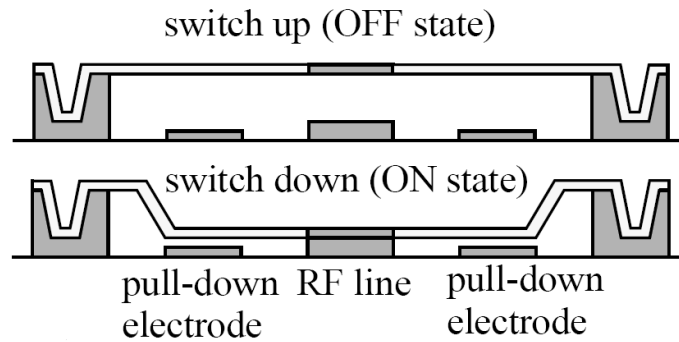 switch up (OFF state)
switch down (ON state)
pull-down RF line pull-down
electrode electrode